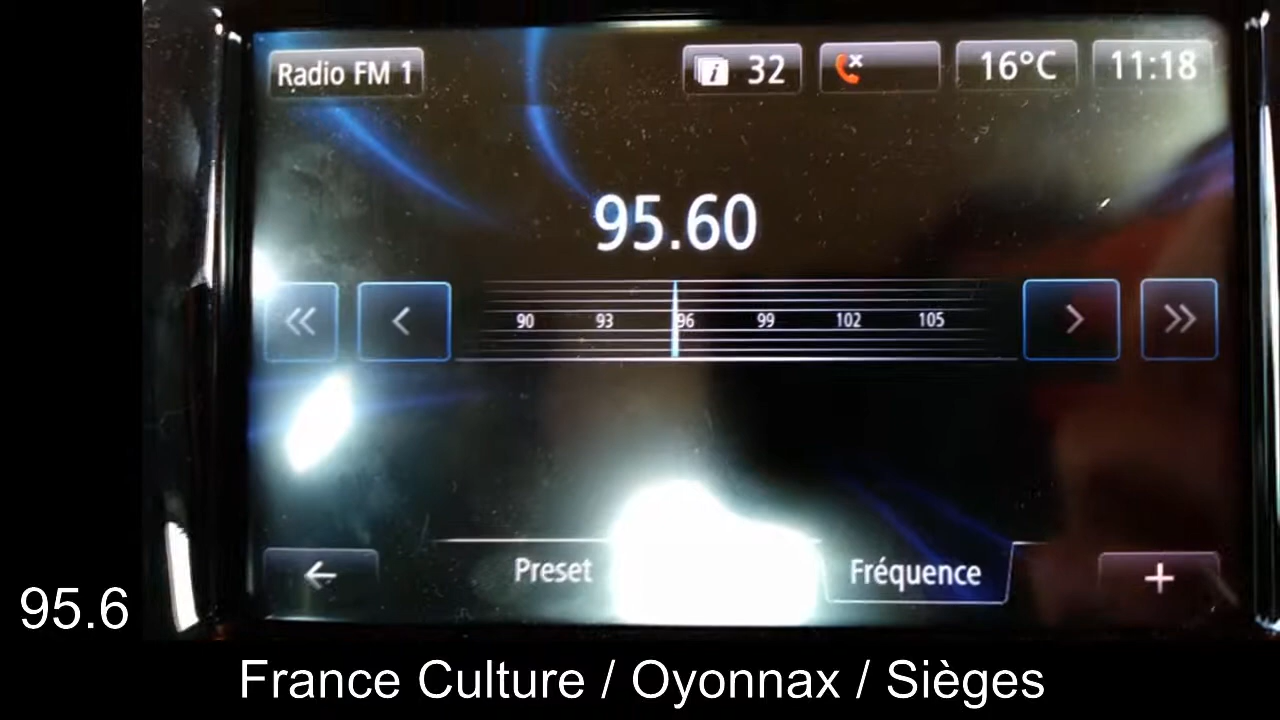 Radio FM 1
32
16°C
11:18
95.60
90 93 96 99 102 105
Preset
Fréquence
95.6
France Culture / Oyonnax / Sièges